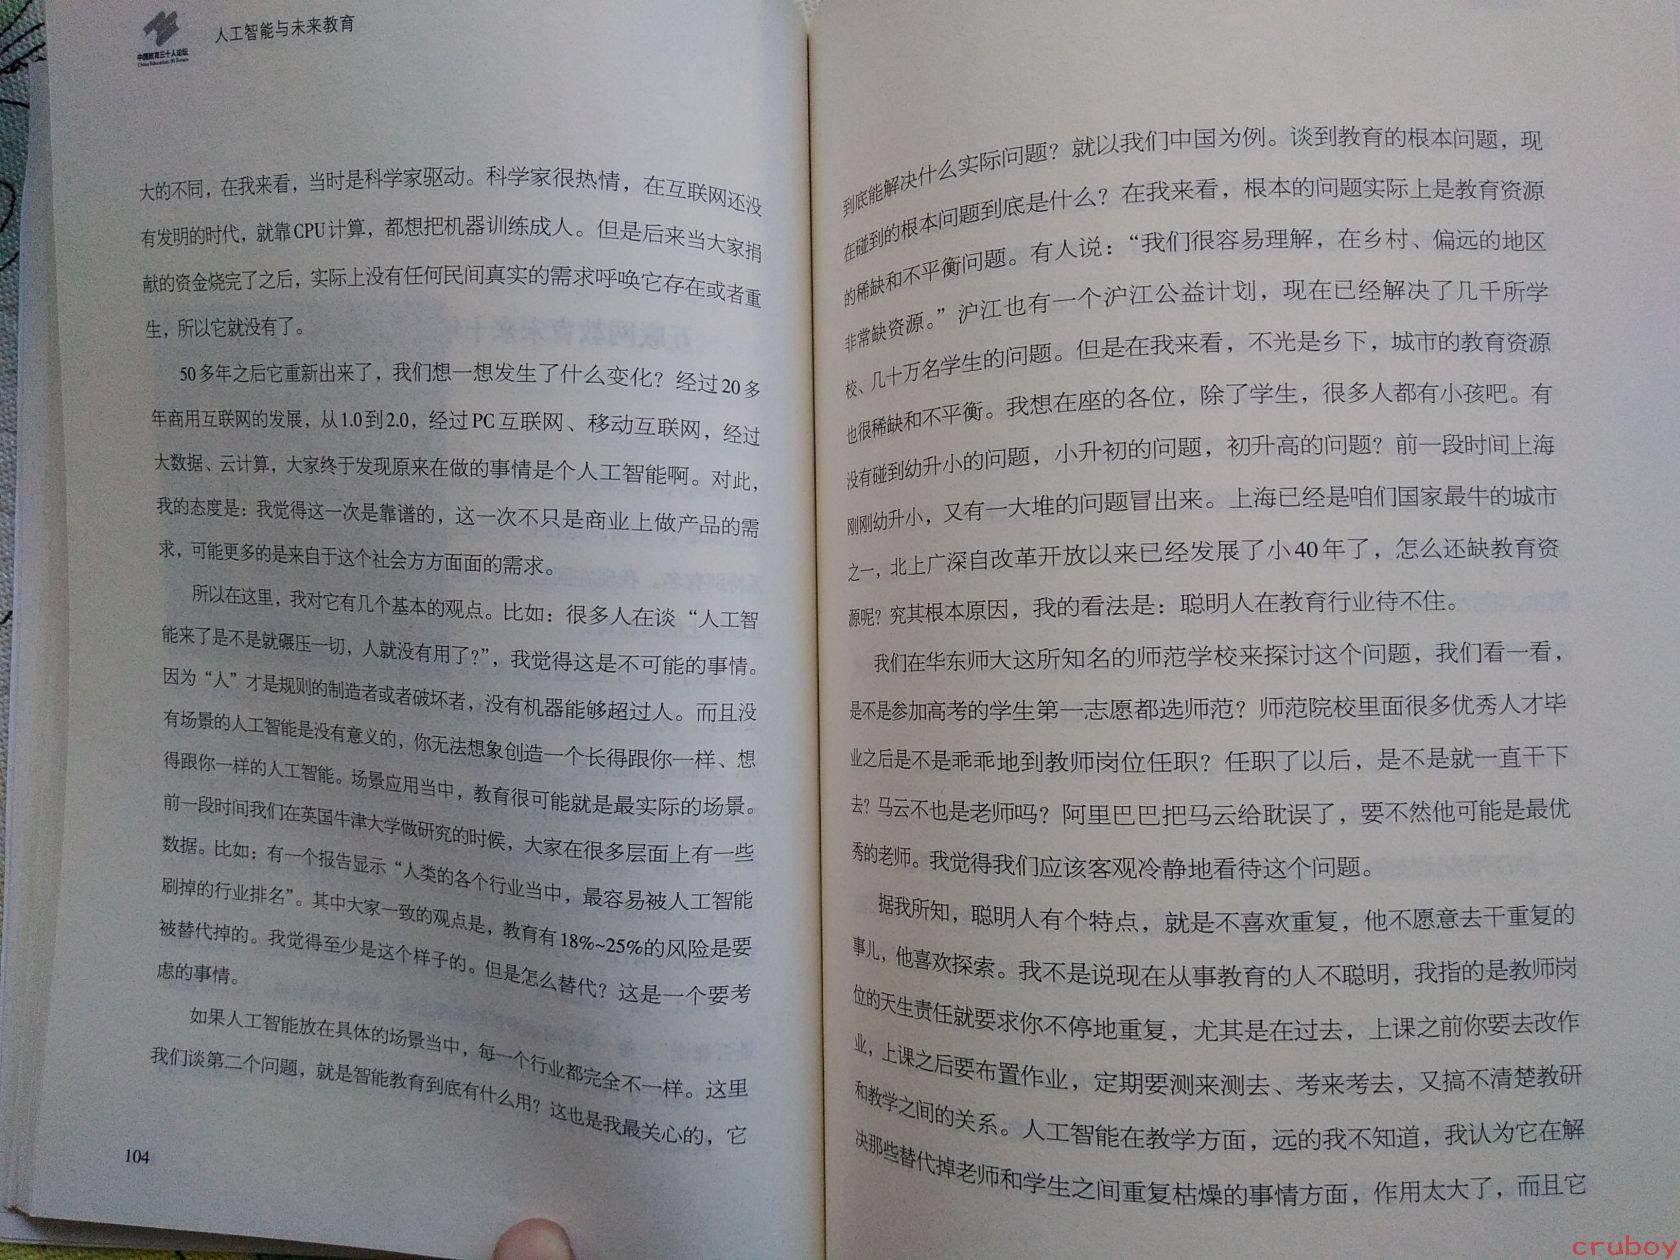 中国教育三十人论坛
China Education 30 Forum
人工智能与未来教育
大的不同，在我来看，当时是科学家驱动。科学家很热情，在互联网还没
有发明的时代，就靠CPU计算，都想把机器训练成人。但是后来当大家捐
献的资金烧完了之后，实际上没有任何民间真实的需求呼唤它存在或者重
生，所以它就没有了。
50多年之后它重新出来了，我们想一想发生了什么变化？经过20多
年商用互联网的发展，从1.0到2.0，经过PC互联网、移动互联网，经过
大数据、云计算，大家终于发现原来在做的事情是个人工智能啊。对此，
我的态度是：我觉得这一次是靠谱的，这一次不只是商业上做产品的需
求，可能更多的是来自于这个社会方方面面的需求。
所以在这里，我对它有几个基本的观点。比如：很多人在谈“人工智
能来了是不是就碾压一切，人就没有用了？”，我觉得这是不可能的事情。
因为“人”才是规则的制造者或者破坏者，没有机器能够超过人。而且没
有场景的人工智能是没有意义的，你无法想象创造一个长得跟你一样、想
得跟你一样的人工智能。场景应用当中，教育很可能就是最实际的场景。
前一段时间我们在英国牛津大学做研究的时候，大家在很多层面上有一些
数据。比如：有一个报告显示“人类的各个行业当中，最容易被人工智能
刷掉的行业排名”。其中大家一致的观点是，教育有18%~25%的风险是要
被替代掉的。我觉得至少是这个样子的。但是怎么替代？这是一个要考
虑的事情。
如果人工智能放在具体的场景当中，每一个行业都完全不一样。这里
我们谈第二个问题，就是智能教育到底有什么用？这也是我最关心的，它
104
到底能解决什么实际问题？就以我们中国为例。谈到教育的根本问题，现
在碰到的根本问题到底是什么？在我来看，根本的问题实际上是教育资源
的稀缺和不平衡问题。有人说：“我们很容易理解，在乡村、偏远的地区
非常缺资源。”沪江也有一个沪江公益计划，现在已经解决了几千所学
校、几十万名学生的问题。但是在我来看，不光是乡下，城市的教育资源
也很稀缺和不平衡。我想在座的各位，除了学生，很多人都有小孩吧。有
没有碰到幼升小的问题，小升初的问题，初升高的问题？前一段时间上海
刚刚幼升小，又有一大堆的问题冒出来。上海已经是咱们国家最牛的城市
之一，北上广深自改革开放以来已经发展了小40年了，怎么还缺教育资
源呢？究其根本原因，我的看法是：聪明人在教育行业待不住。
我们在华东师大这所知名的师范学校来探讨这个问题，我们看一看，
是不是参加高考的学生第一志愿都选师范？师范院校里面很多优秀人才毕
业之后是不是乖乖地到教师岗位任职？任职了以后，是不是就一直干下
去？马云不也是老师吗？阿里巴巴把马云给耽误了，要不然他可能是最优
秀的老师。我觉得我们应该客观冷静地看待这个问题。
据我所知，聪明人有个特点，就是不喜欢重复，他不愿意去干重复的
事儿，他喜欢探索。我不是说现在从事教育的人不聪明，我指的是教师岗
位的天生责任就要求你不停地重复，尤其是在过去，上课之前你要去改作
业，上课之后要布置作业，定期要测来测去、考来考去，又搞不清楚教研
和教学之间的关系。人工智能在教学方面，远的我不知道，我认为它在解
决那些替代掉老师和学生之间重复枯燥的事情方面，作用太大了，而且它
cruboy